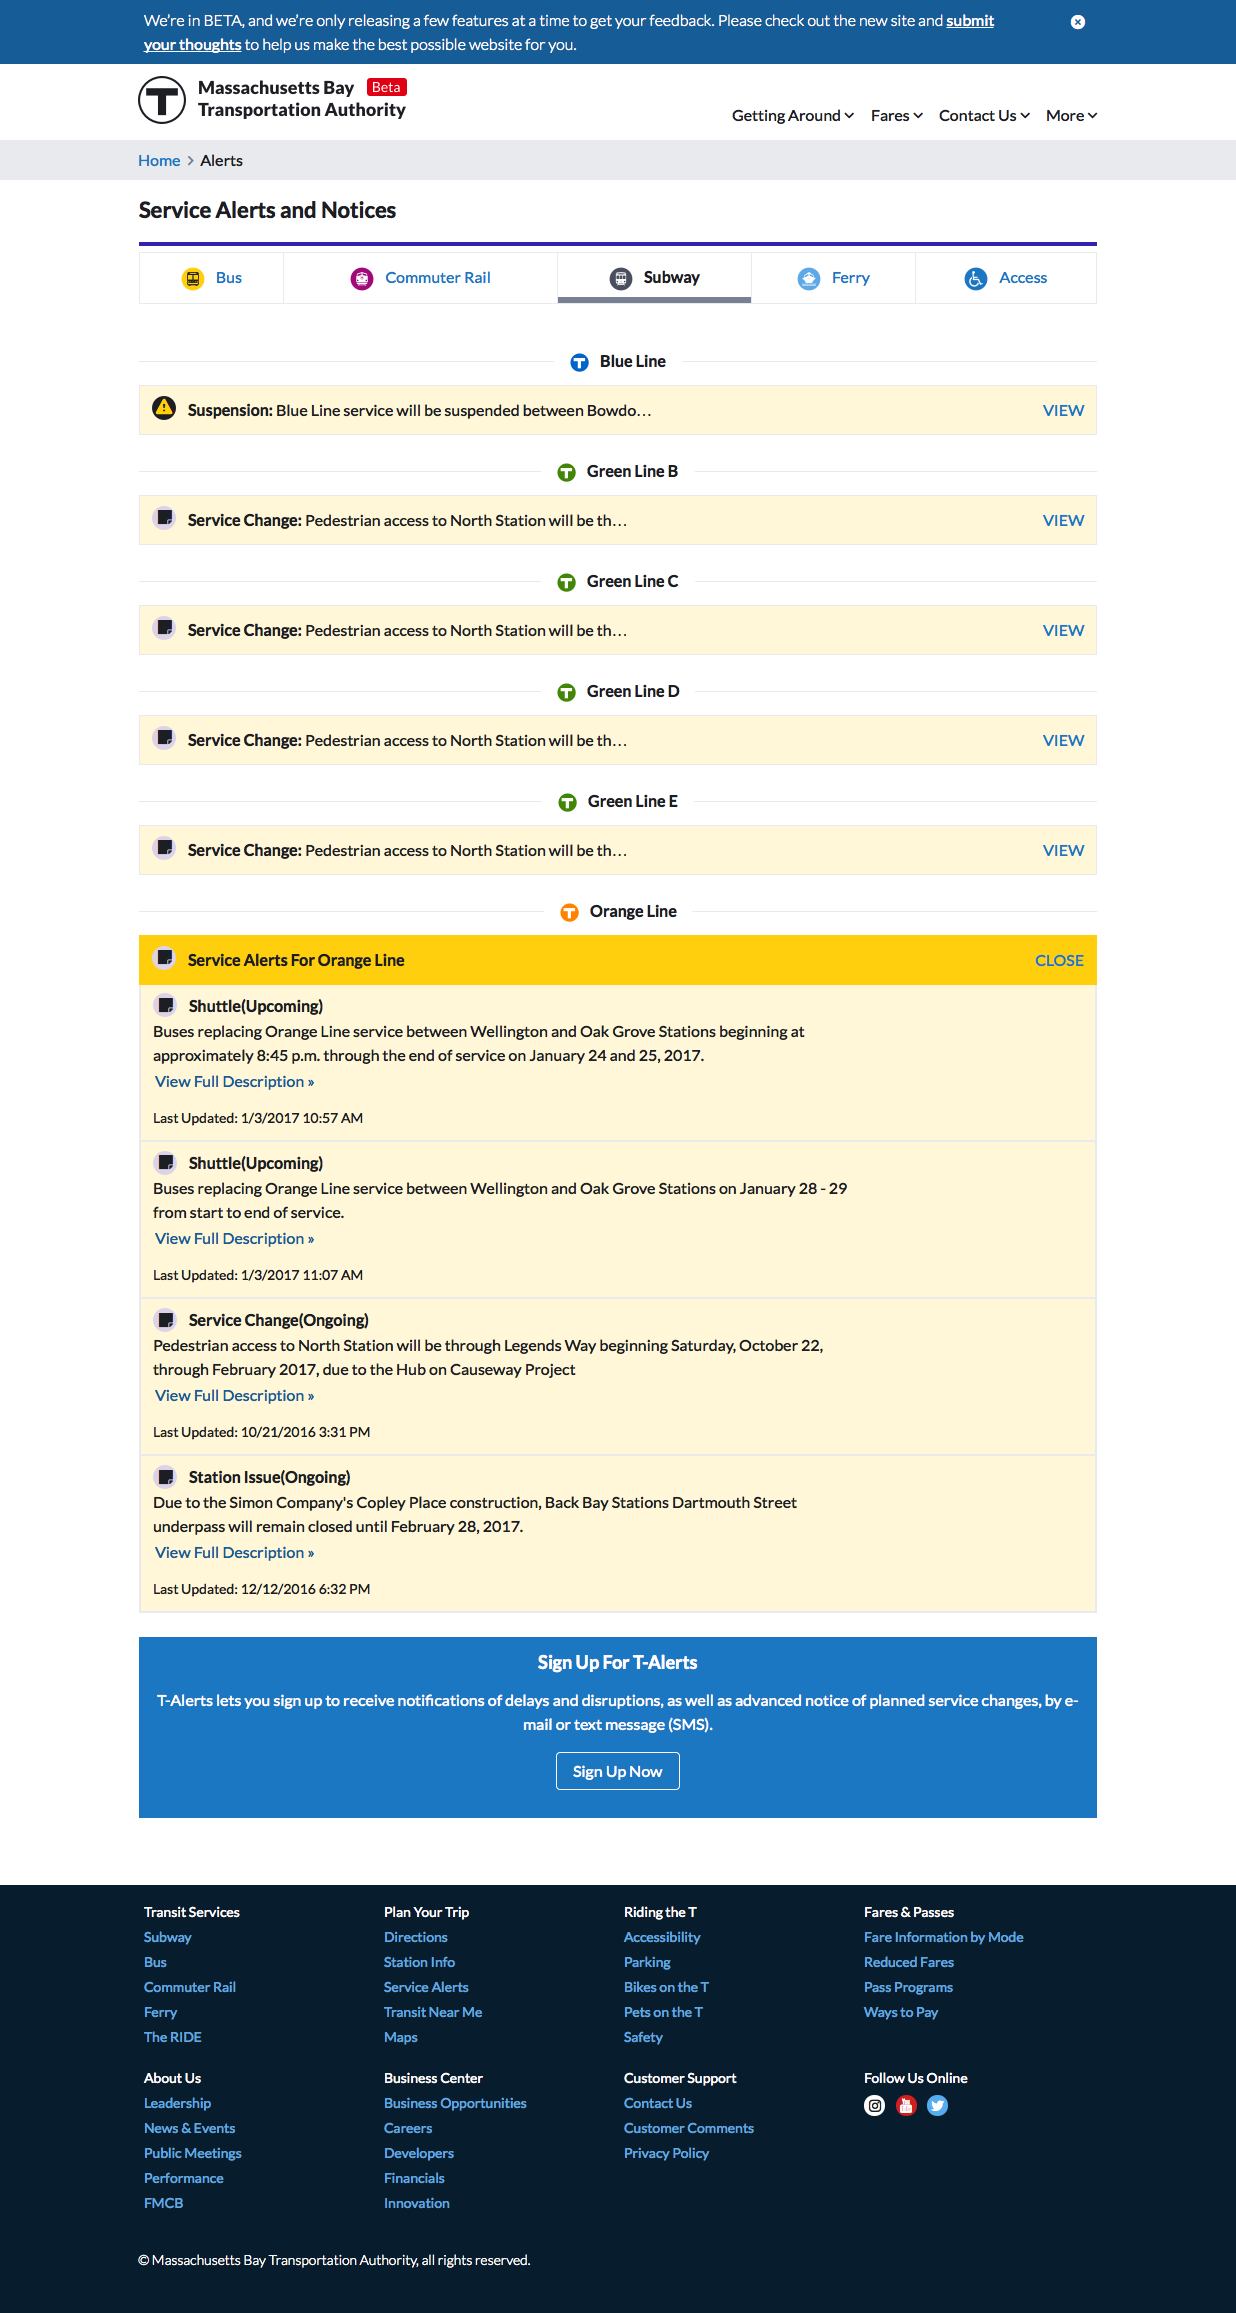 We're in BETA, and we're only releasing a few features at a time to get your feedback. Please check out the new site and submit
your thoughts to help us make the best possible website for you.
Massachusetts Bay Beta
Transportation Authority
Getting Around Fares Contact Us More
Home > Alerts
Service Alerts and Notices
Bus Commuter Rail Subway Ferry Access
T Blue Line
Suspension: Blue Line service will be suspended between Bowdo… VIEW
T Green Line B
Service Change: Pedestrian access to North Station will be th… VIEW
T Green Line C
Service Change: Pedestrian access to North Station will be th… VIEW
T Green Line D
Service Change: Pedestrian access to North Station will be th… VIEW
T Green Line E
Service Change: Pedestrian access to North Station will be th… VIEW
T Orange Line
Service Alerts For Orange Line CLOSE
Shuttle(Upcoming)
Buses replacing Orange Line service between Wellington and Oak Grove Stations beginning at
approximately 8:45 p.m. through the end of service on January 24 and 25, 2017.
View Full Description »
Last Updated: 1/3/2017 10:57 AM
Shuttle(Upcoming)
Buses replacing Orange Line service between Wellington and Oak Grove Stations on January 28 - 29
from start to end of service.
View Full Description »
Last Updated: 1/3/2017 11:07 AM
Service Change(Ongoing)
Pedestrian access to North Station will be through Legends Way beginning Saturday, October 22,
through February 2017, due to the Hub on Causeway Project
View Full Description »
Last Updated: 10/21/2016 3:31 PM
Station Issue(Ongoing)
Due to the Simon Company's Copley Place construction, Back Bay Stations Dartmouth Street
underpass will remain closed until February 28, 2017.
View Full Description »
Last Updated: 12/12/2016 6:32 PM
Sign Up For T-Alerts
T-Alerts lets you sign up to receive notifications of delays and disruptions, as well as advanced notice of planned service changes, by e-
mail or text message (SMS).
Sign Up Now
Transit Services Plan Your Trip Riding the T Fares & Passes
Subway Directions Accessibility Fare Information by Mode
Bus Station Info Parking Reduced Fares
Commuter Rail Service Alerts Bikes on the T Pass Programs
Ferry Transit Near Me Pets on the T Ways to Pay
The RIDE Maps Safety
About Us Business Center Customer Support Follow Us Online
Leadership Business Opportunities Contact Us
News & Events Careers Customer Comments
Public Meetings Developers Privacy Policy
Performance Financials
FMCB Innovation
© Massachusetts Bay Transportation Authority, all rights reserved.